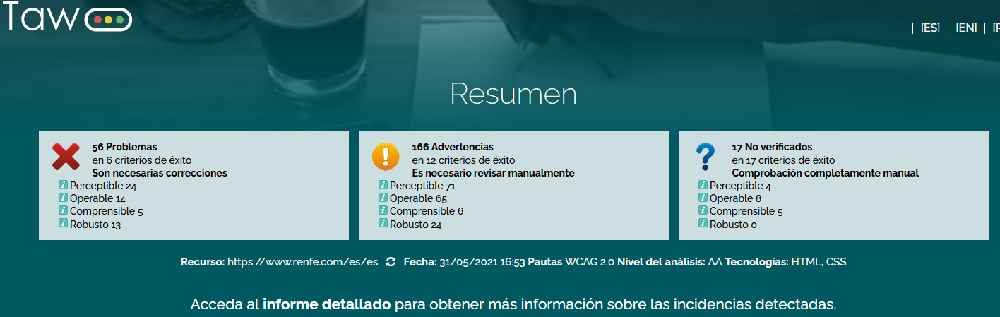 Taw
[ES] | [EN] |
Resumen
56 Problemas
en 6 criterios de éxito
Son necesarias correcciones
Perceptible 24
Operable 14
Comprensible 5
Robusto 13
166 Advertencias
en 12 criterios de éxito
Es necesario revisar manualmente
Perceptible 71
Operable 65
Comprensible 6
Robusto 24
17 No verificados
en 17 criterios de éxito
Comprobación completamente manual
Perceptible 4
Operable 8
Comprensible 5
Robusto 0
Recurso: https://www.renfe.com/es/es Fecha: 31/05/2021 16:53 Pautas WCAG 2.0 Nivel del análisis: AA Tecnologías: HTML, CSS
Acceda al informe detallado para obtener más información sobre las incidencias detectadas.